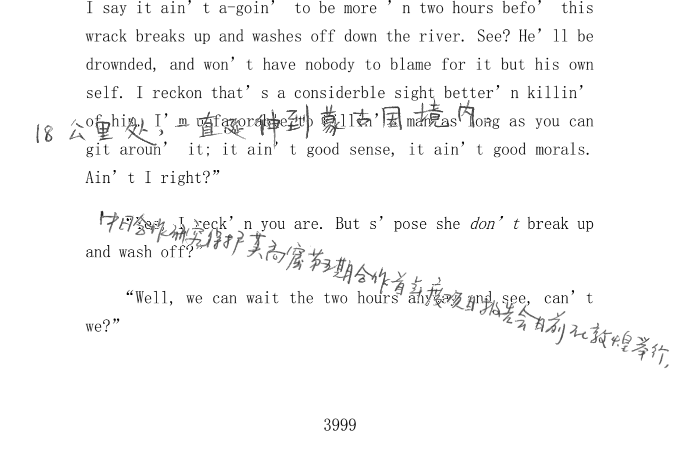 I say it ain't a-goin' to be more 'n two hours befo' this
wrack breaks up and washes off down the river. See? He'll be
drownded, and won't have nobody to blame for it but his own
self. I reckon that's a considerble sight better'n killin'
of him. I'm unfavorable to killin' a man as long as you can
18公里处,一直延伸到蒙古国境内。
git aroun' it; it ain't good sense, it ain't good morals.
Ain't I right?”
“Yes, I reck'n you are. But s'pose she don't break up
and wash off?”
中日合作研究保护莫高窟第五期合作首年度项目报告会日前在敦煌举行,
“Well, we can wait the two hours anyway and see, can't
we?”
3999